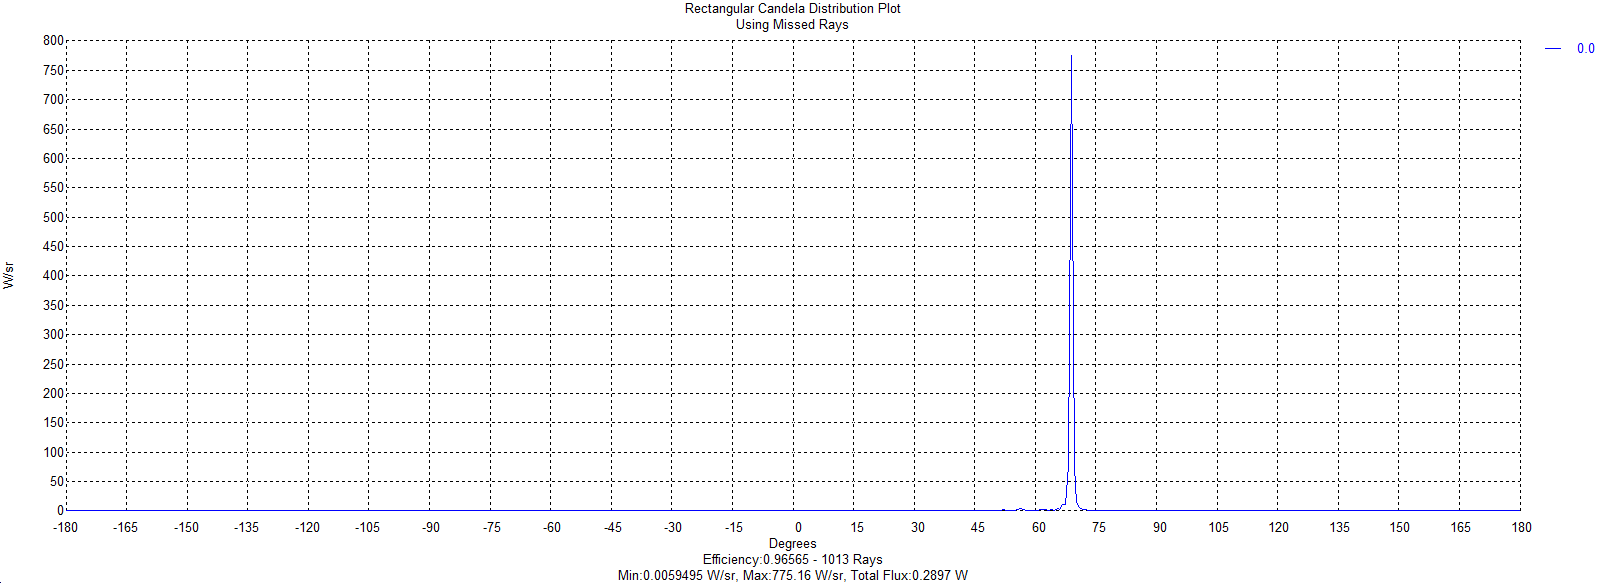 Rectangular Candela Distribution Plot
Using Missed Rays
0.0
800
750
700
650
600
550
500
450
400
350
300
250
200
150
100
50
0
W/sr
-180 -165 -150 -135 -120 -105 -90 -75 -60 -45 -30 -15 0 15 30 45 60 75 90 105 120 135 150 165 180
Degrees
Efficiency:0.96565 - 1013 Rays
Min:0.0059495 W/sr, Max:775.16 W/sr, Total Flux:0.2897 W